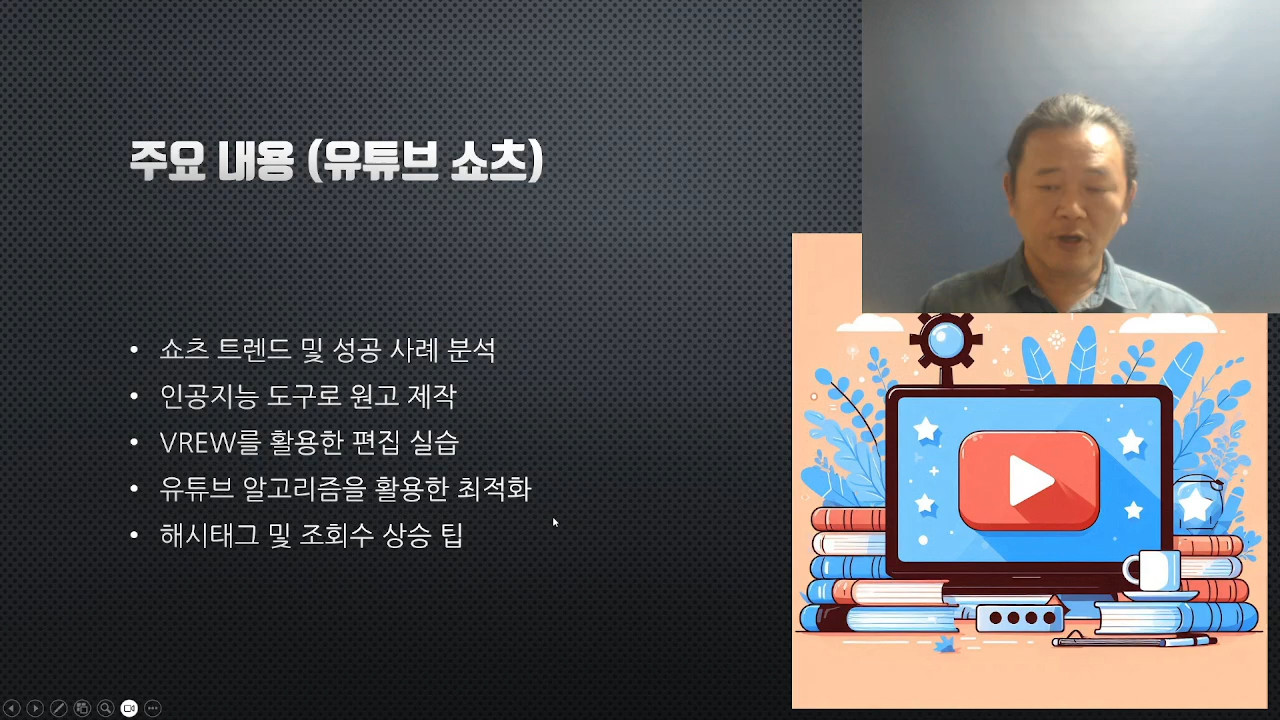 주요 내용 (유튜브 쇼츠)
• 쇼츠 트렌드 및 성공 사례 분석
• 인공지능 도구로 원고 제작
• VREW를 활용한 편집 실습
• 유튜브 알고리즘을 활용한 최적화
• 해시태그 및 조회수 상승 팁